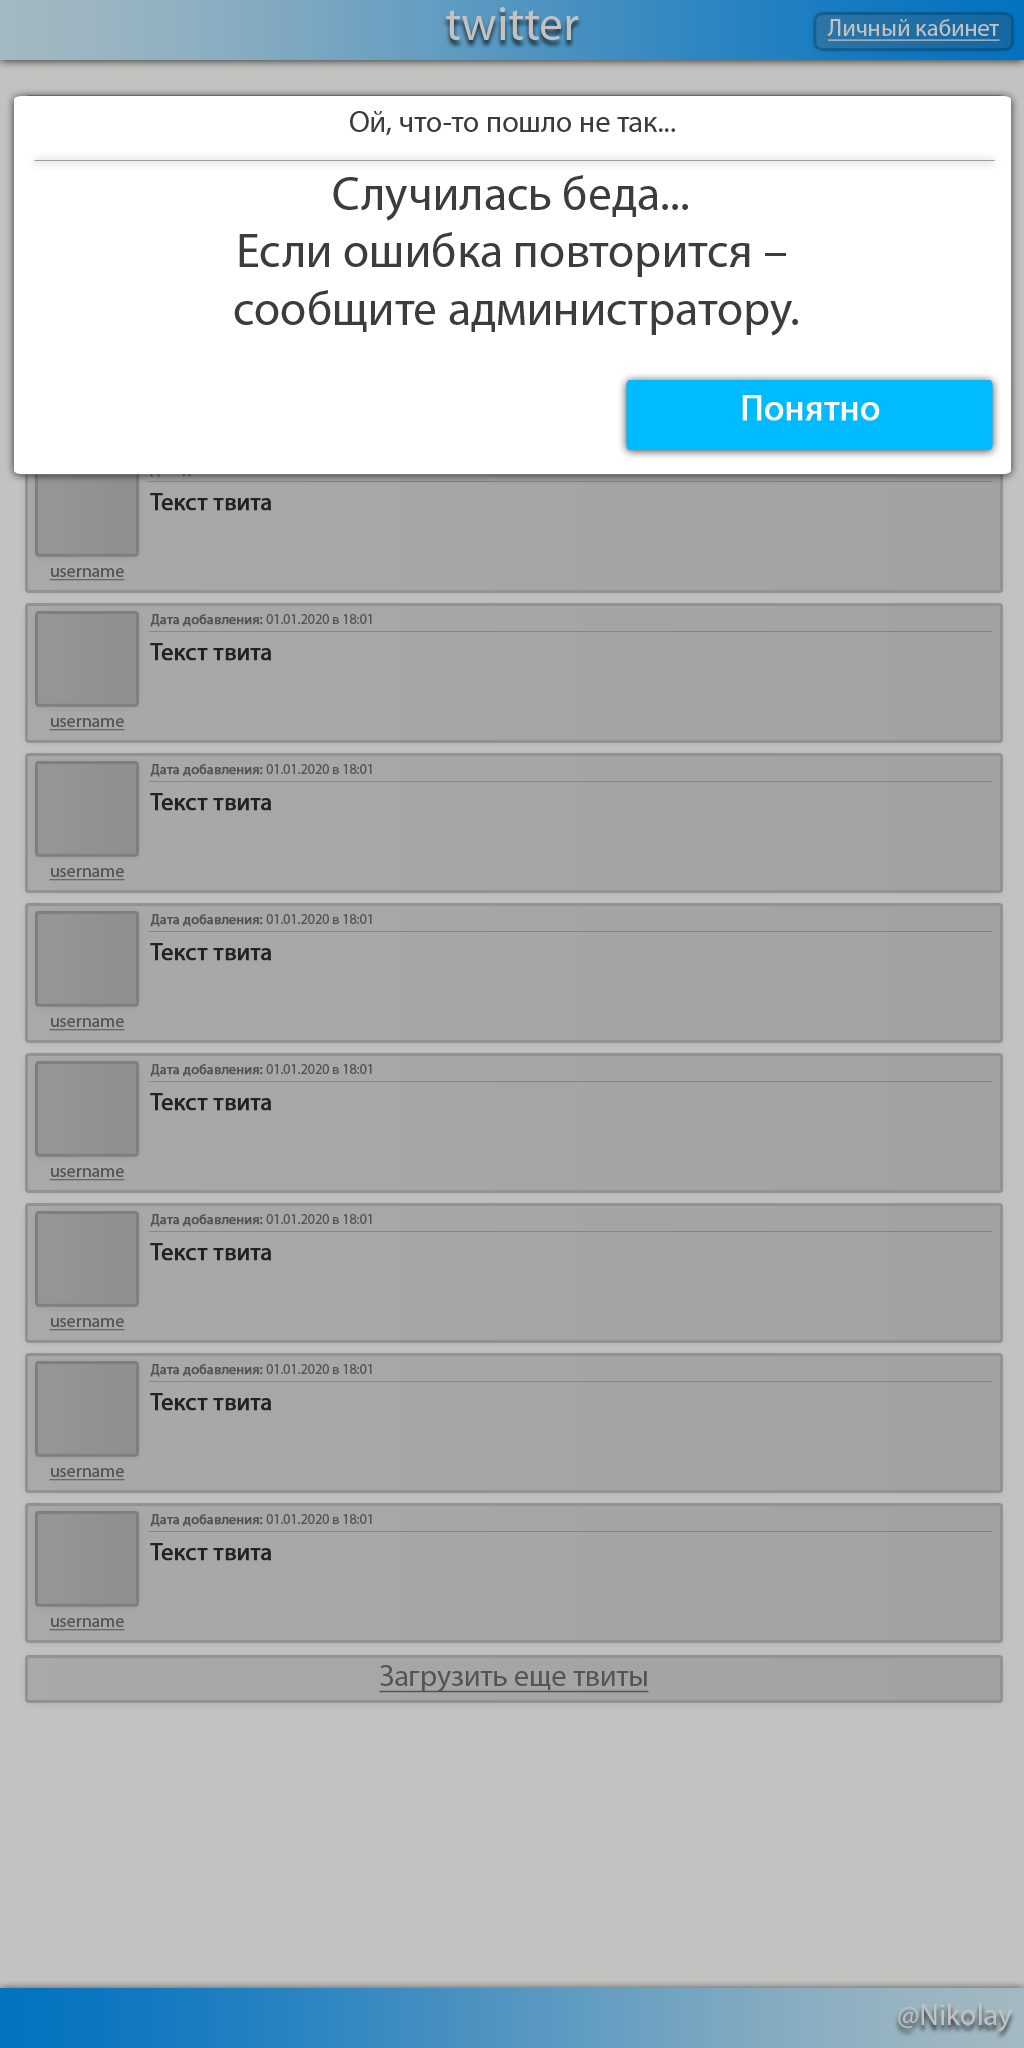 twitter
Личный кабинет
Ой, что-то пошло не так...
Случилась беда...
Если ошибка повторится –
сообщите администратору.
Понятно
Текст твита
username
Дата добавления: 01.01.2020 в 18:01
Текст твита
username
Дата добавления: 01.01.2020 в 18:01
Текст твита
username
Дата добавления: 01.01.2020 в 18:01
Текст твита
username
Дата добавления: 01.01.2020 в 18:01
Текст твита
username
Дата добавления: 01.01.2020 в 18:01
Текст твита
username
Дата добавления: 01.01.2020 в 18:01
Текст твита
username
Дата добавления: 01.01.2020 в 18:01
Текст твита
username
Загрузить еще твиты
@Nikolay